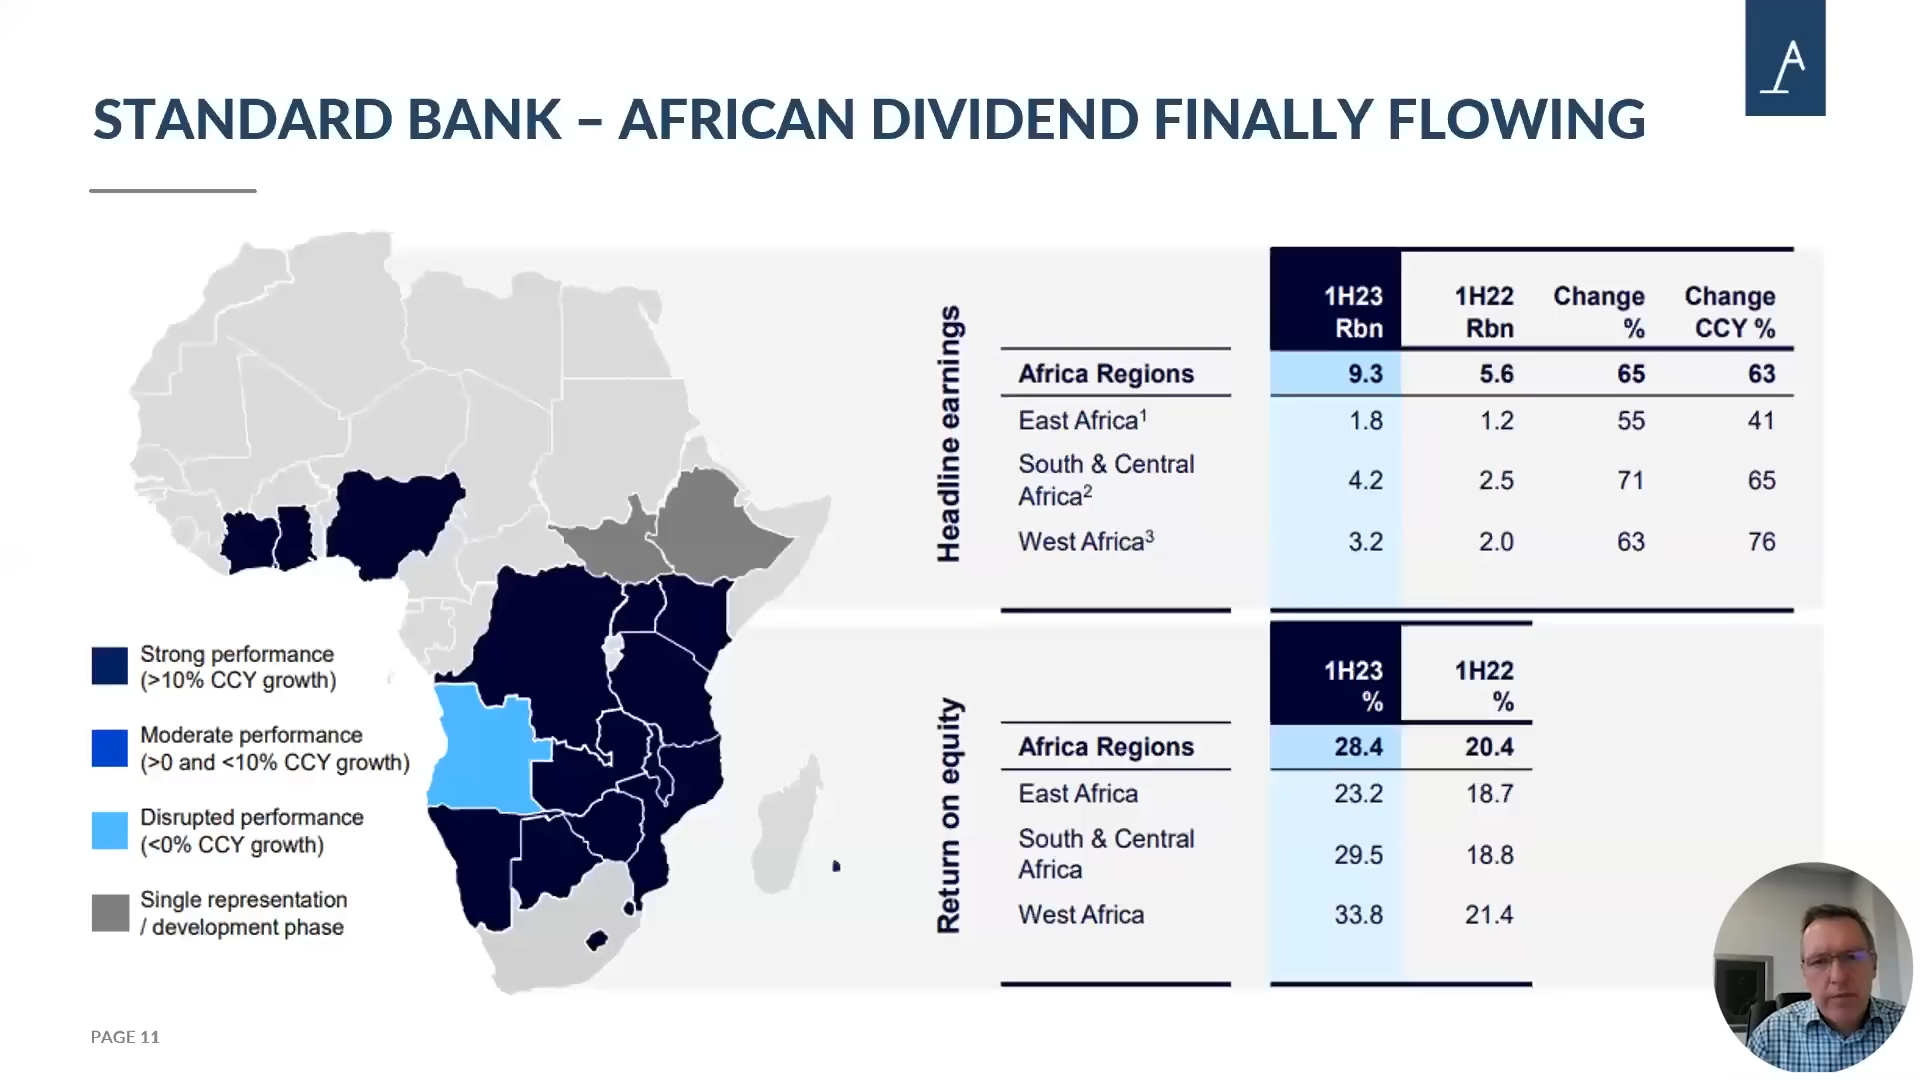 STANDARD BANK – AFRICAN DIVIDEND FINALLY FLOWING
Strong performance
(>10% CCY growth)
Moderate performance
(>0 and <10% CCY growth)
Disrupted performance
(<0% CCY growth)
Single representation
/ development phase
Headline earnings
1H23 1H22 Change Change
Rbn Rbn % CCY %
Africa Regions 9.3 5.6 65 63
East Africa¹ 1.8 1.2 55 41
South & Central
Africa² 4.2 2.5 71 65
West Africa³ 3.2 2.0 63 76
Return on equity
1H23 1H22
% %
Africa Regions 28.4 20.4
East Africa 23.2 18.7
South & Central
Africa 29.5 18.8
West Africa 33.8 21.4
PAGE 11